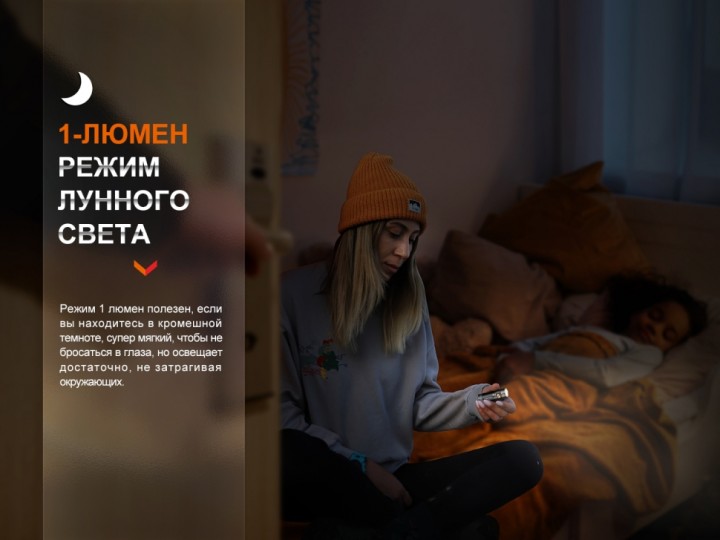 1-ЛЮМЕН
РЕЖИМ
ЛУННОГО
СВЕТА
Режим 1 люмен полезен, если
вы находитесь в кромешной
темноте, супер мягкий, чтобы не
бросаться в глаза, но освещает
достаточно, не затрагивая
окружающих.